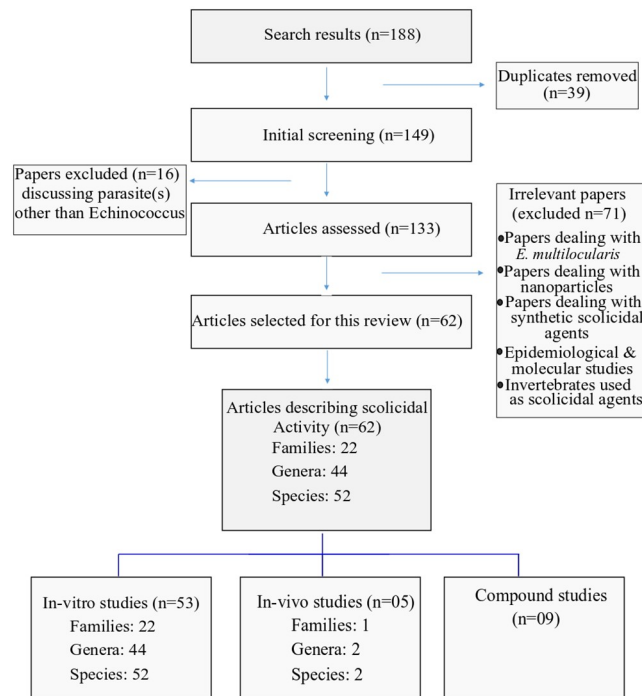 Search results (n=188)
Duplicates removed
(n=39)
Initial screening (n=149)
Papers excluded (n=16)
discussing parasite(s)
other than Echinococcus
Articles assessed (n=133)
Irrelevant papers
(excluded n=71)
●Papers dealing with
E. multilocularis
●Papers dealing with
nanoparticles
●Papers dealing with
synthetic scolicidal
agents
●Epidemiological &
molecular studies
●Invertebrates used
as scolicidal agents
Articles selected for this review (n=62)
Articles describing scolicidal
Activity (n=62)
Families: 22
Genera: 44
Species: 52
In-vitro studies (n=53)
Families: 22
Genera: 44
Species: 52
In-vivo studies (n=05)
Families: 1
Genera: 2
Species: 2
Compound studies
(n=09)